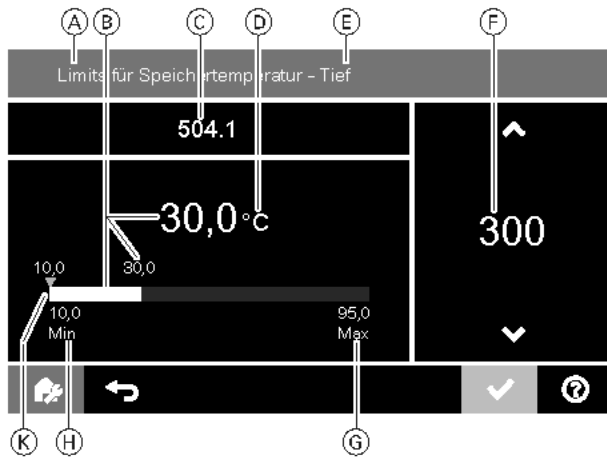 A B C D E F
Limits für Speichertemperatur – Tief
504.1
30,0 °C
300
10,0 30,0
10,0 95,0
Min Max
K H G